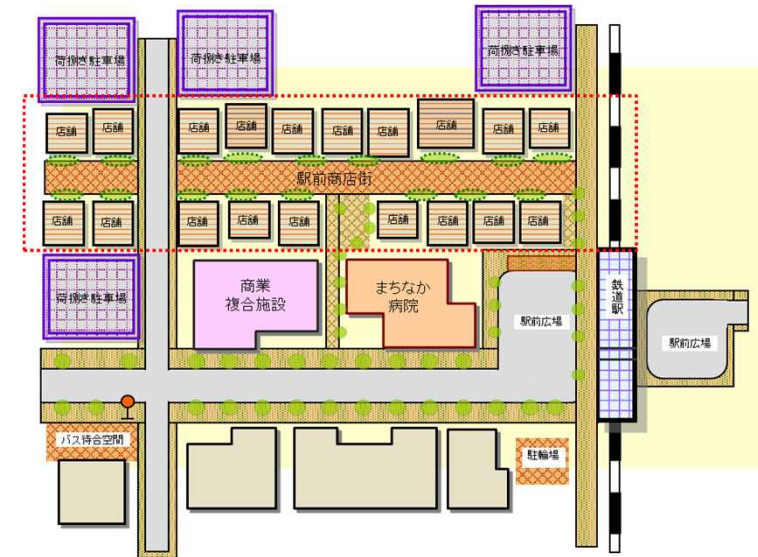 荷捌き駐車場
荷捌き駐車場
荷捌き駐車場
店舗
店舗
店舗
店舗
店舗
店舗
店舗
店舗
店舗
店舗
駅前商店街
店舗
店舗
店舗
店舗
店舗
店舗
店舗
店舗
店舗
荷捌き駐車場
商業
複合施設
まちなか
病院
駅前広場
鉄道駅
駅前広場
バス待合空間
駐輪場